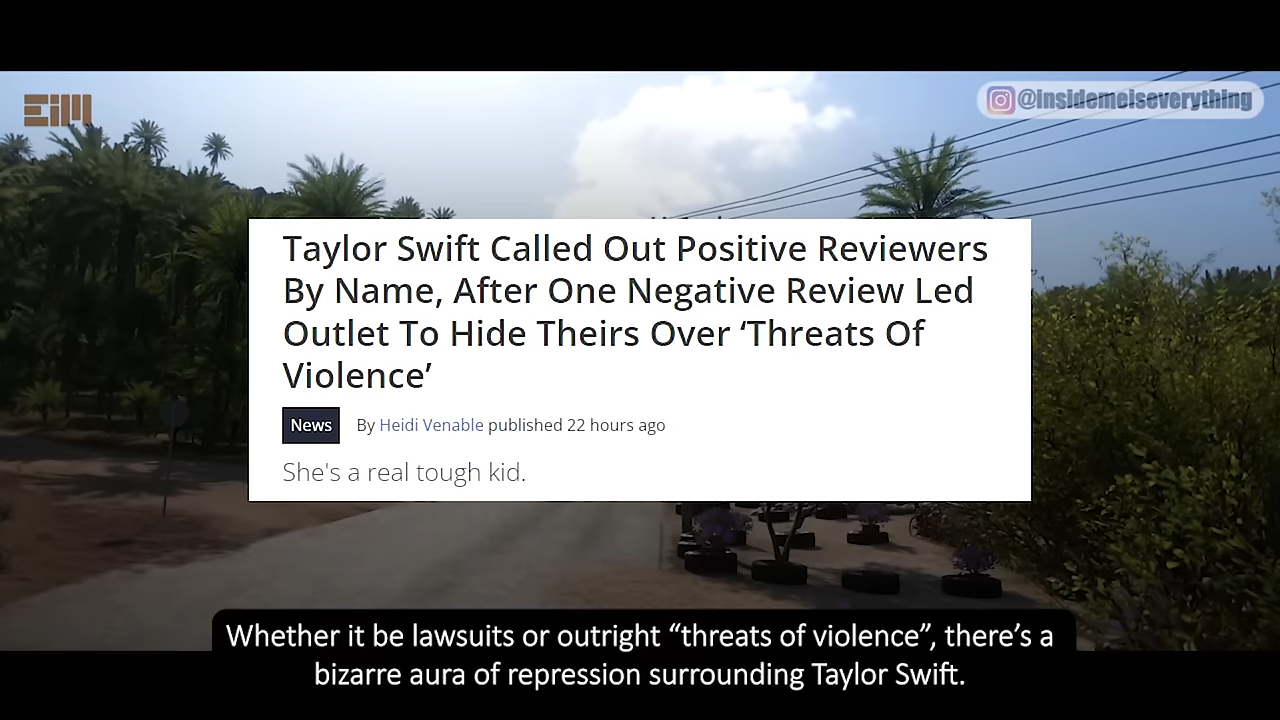 EiM
@insidemeiseverything
Taylor Swift Called Out Positive Reviewers
By Name, After One Negative Review Led
Outlet To Hide Theirs Over ‘Threats Of
Violence’
News By Heidi Venable published 22 hours ago
She's a real tough kid.
Whether it be lawsuits or outright “threats of violence”, there’s a
bizarre aura of repression surrounding Taylor Swift.